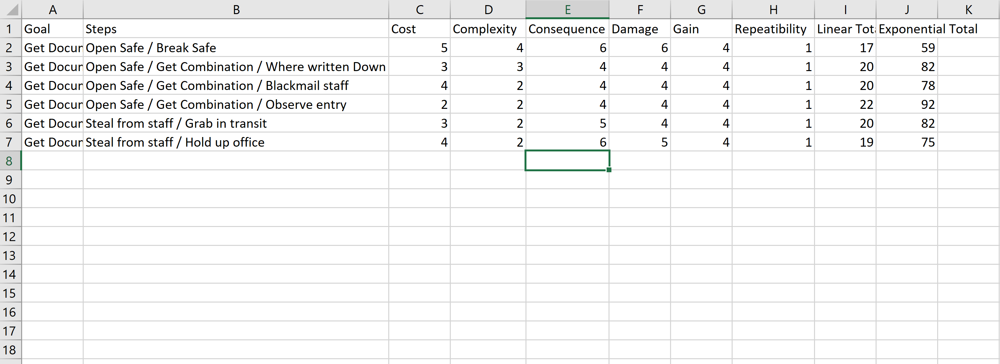 A B C D E F G H I J K
1 Goal Steps Cost Complexity Consequence Damage Gain Repeatibility Linear Tot Exponential Total
2 Get Docum Open Safe / Break Safe 5 4 6 6 4 1 17 59
3 Get Docum Open Safe / Get Combination / Where written Down 3 3 4 4 4 1 20 82
4 Get Docum Open Safe / Get Combination / Blackmail staff 4 2 4 4 4 1 20 78
5 Get Docum Open Safe / Get Combination / Observe entry 2 2 4 4 4 1 22 92
6 Get Docum Steal from staff / Grab in transit 3 2 5 4 4 1 20 82
7 Get Docum Steal from staff / Hold up office 4 2 6 5 4 1 19 75
8
9
10
11
12
13
14
15
16
17
18